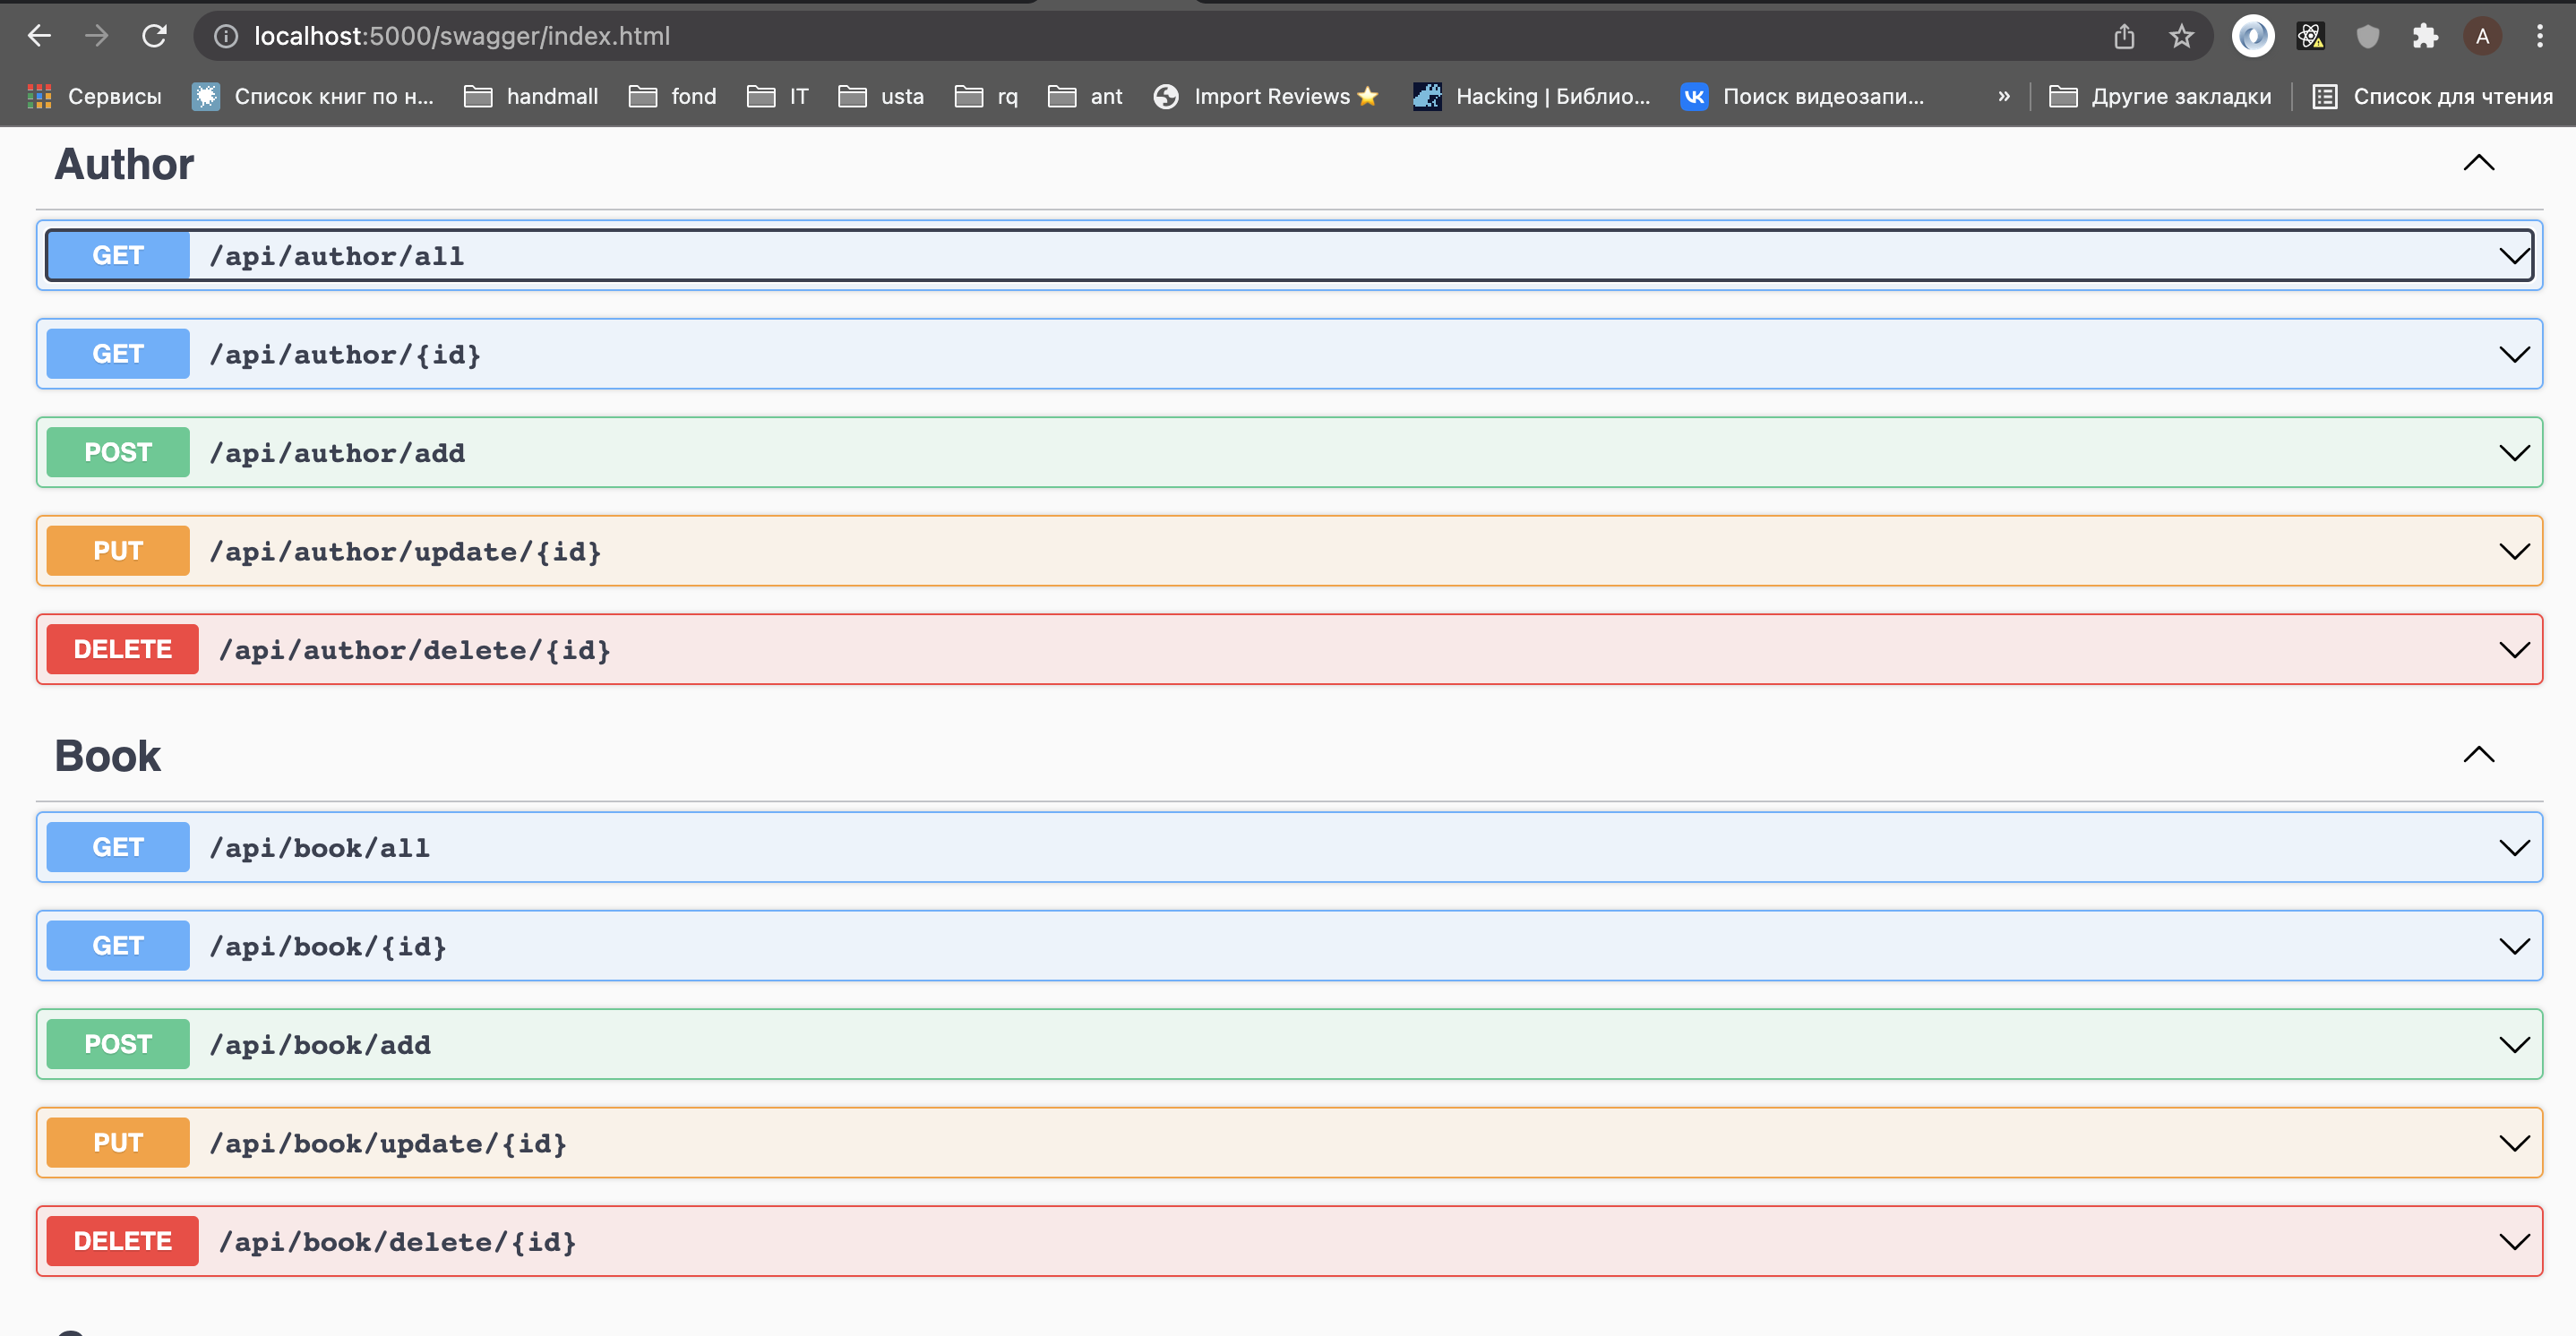 localhost:5000/swagger/index.html
A
Сервисы Список книг по н... handmall fond IT usta rq ant Import Reviews Hacking | Библио... Поиск видеозапи... » Другие закладки Список для чтения
Author
GET /api/author/all
GET /api/author/{id}
POST /api/author/add
PUT /api/author/update/{id}
DELETE /api/author/delete/{id}
Book
GET /api/book/all
GET /api/book/{id}
POST /api/book/add
PUT /api/book/update/{id}
DELETE /api/book/delete/{id}